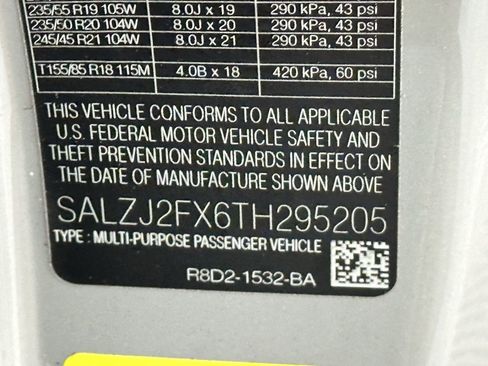 235/55 R19 105W 8.0J x 19 290 kPa, 43 psi
235/50 R20 104W 8.0J x 20 290 kPa, 43 psi
245/45 R21 104W 8.0J x 21 290 kPa, 43 psi
T155/85 R18 115M 4.0B x 18 420 kPa, 60 psi
THIS VEHICLE CONFORMS TO ALL APPLICABLE
U.S. FEDERAL MOTOR VEHICLE SAFETY AND
THEFT PREVENTION STANDARDS IN EFFECT ON
THE DATE OF MANUFACTURE SHOWN ABOVE
SALZJ2FX6TH295205
TYPE : MULTI-PURPOSE PASSENGER VEHICLE
R8D2-1532-BA